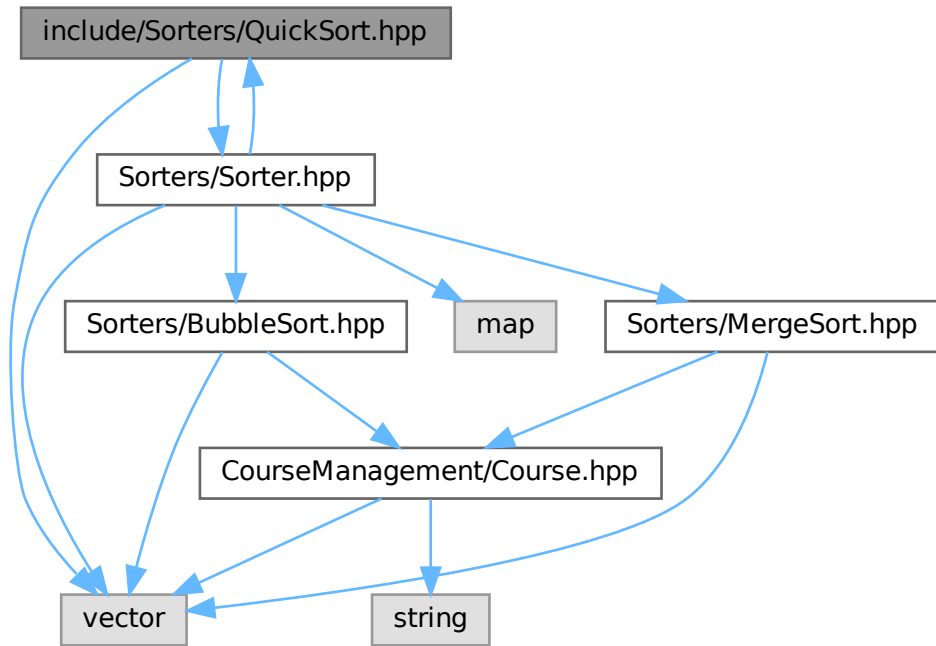 include/Sorters/QuickSort.hpp
Sorters/Sorter.hpp
Sorters/BubbleSort.hpp
map
Sorters/MergeSort.hpp
CourseManagement/Course.hpp
vector
string